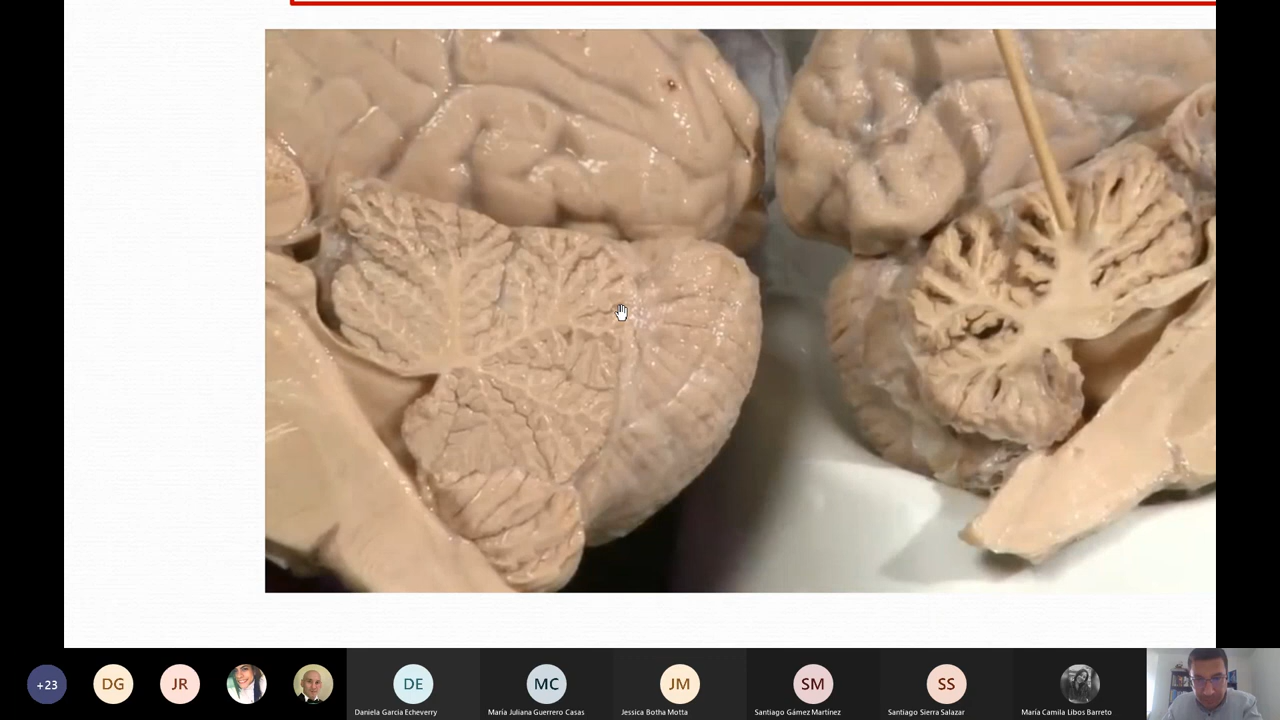 +23
DG
JR
DE
Daniela Garcia Echeverry
MC
María Juliana Guerrero Casas
JM
Jessica Botha Motta
SM
Santiago Gámez Martínez
SS
Santiago Sierra Salazar
María Camila Libos Barreto